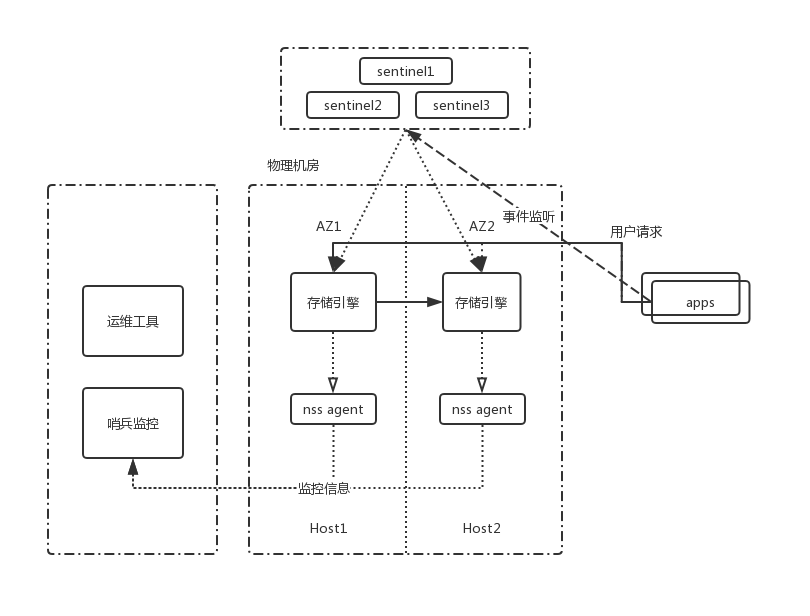 sentinel1
sentinel2
sentinel3
物理机房
AZ1
AZ2
事件监听
用户请求
存储引擎
存储引擎
apps
运维工具
nss agent
nss agent
哨兵监控
监控信息
Host1
Host2